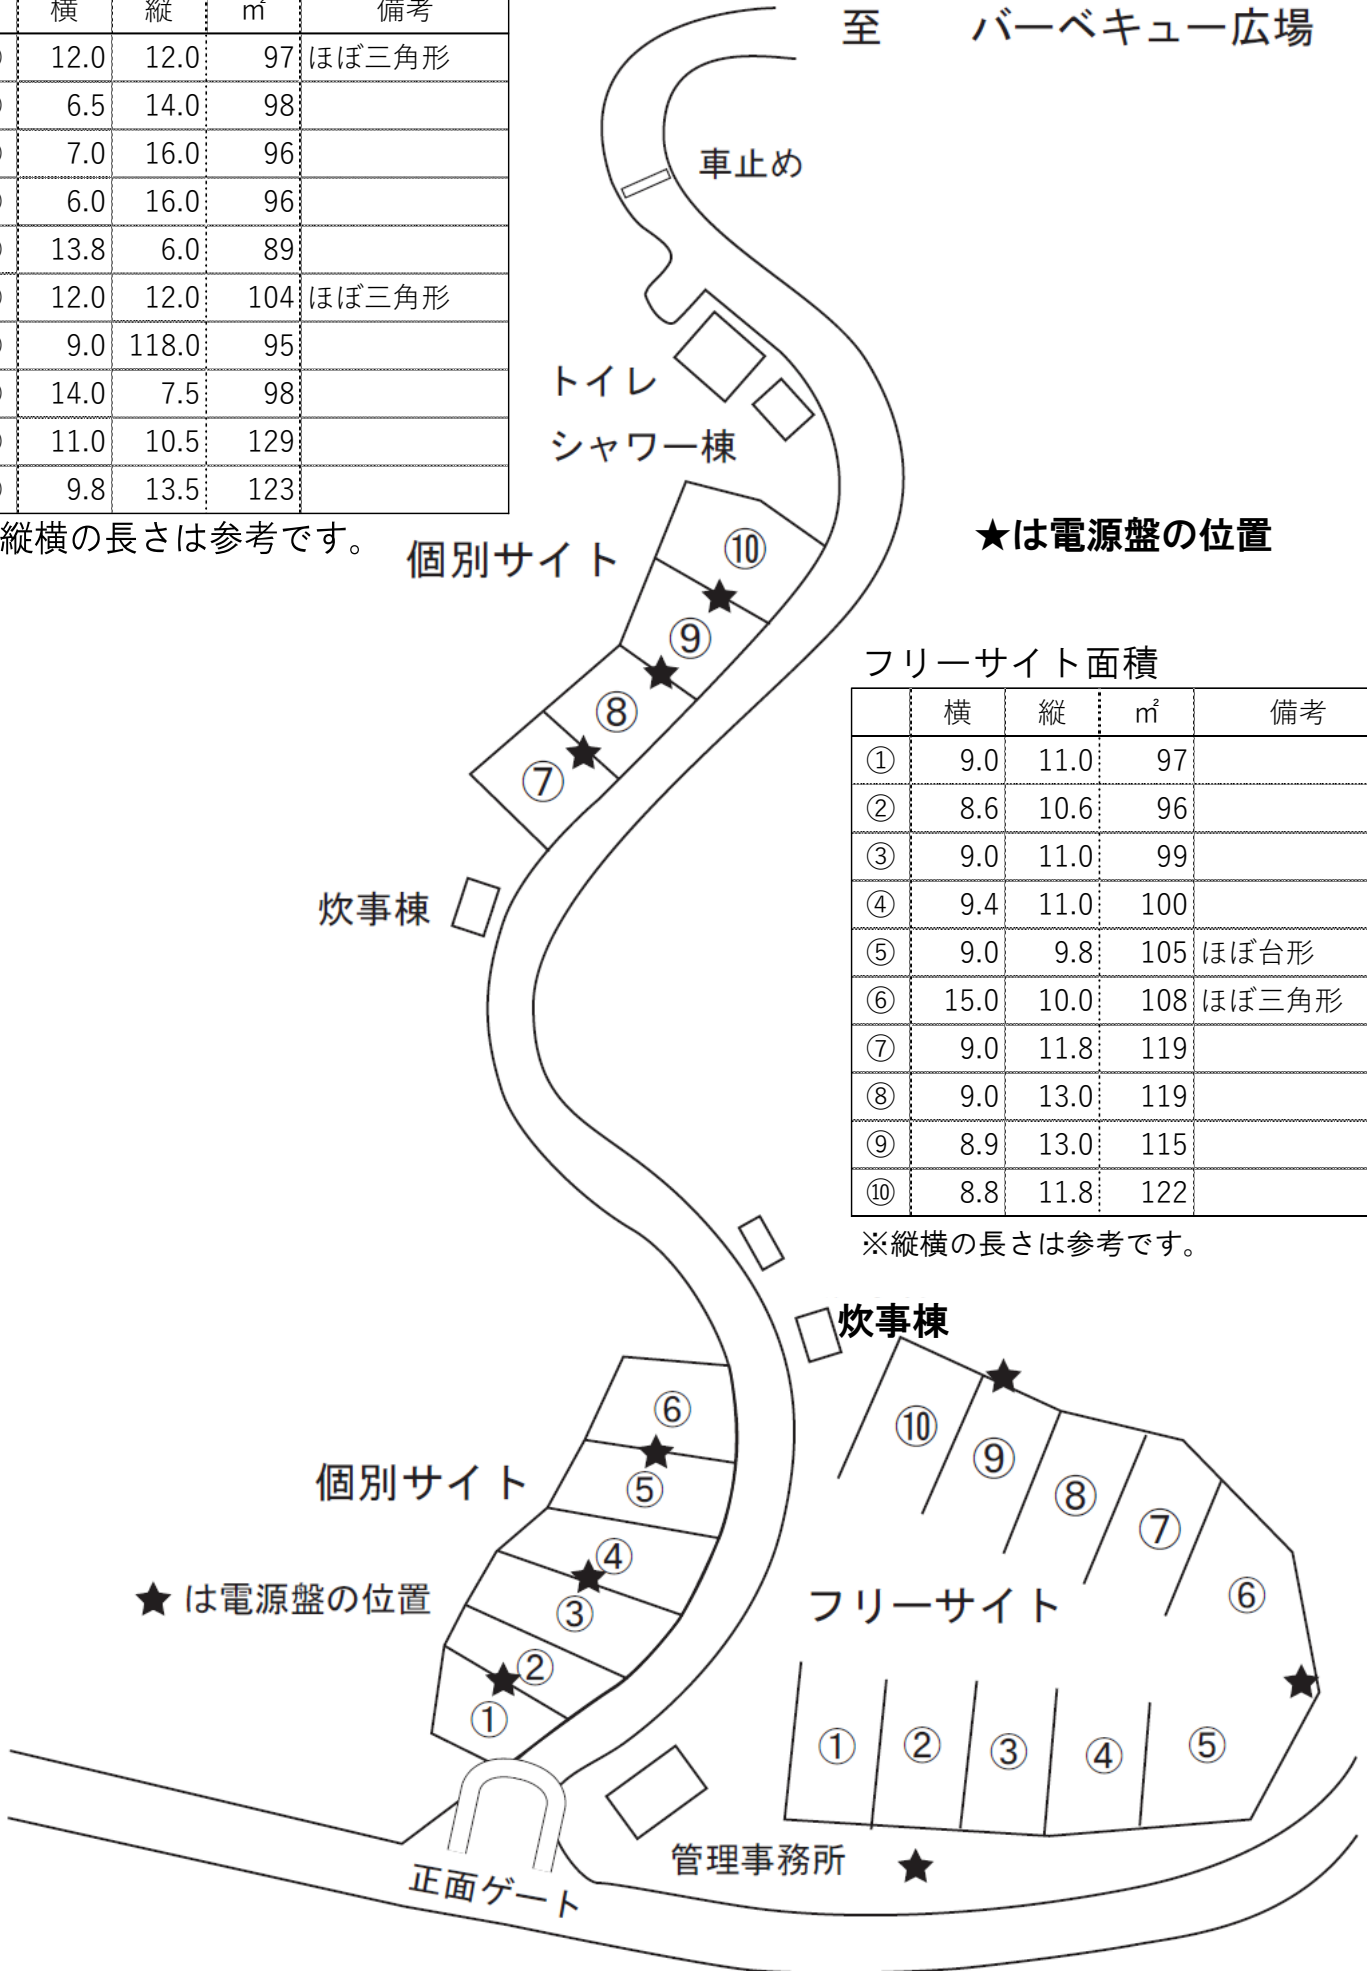 横 縦 ㎡ 備考
12.0 12.0 97 ほぼ三角形
6.5 14.0 98
7.0 16.0 96
6.0 16.0 96
13.8 6.0 89
12.0 12.0 104 ほぼ三角形
9.0 118.0 95
14.0 7.5 98
11.0 10.5 129
9.8 13.5 123
縦横の長さは参考です。
至 バーベキュー広場
車止め
トイレ
シャワー棟
個別サイト
⑩
⑨
⑧
⑦
★は電源盤の位置
炊事棟
フリーサイト面積
横 縦 ㎡ 備考
① 9.0 11.0 97
② 8.6 10.6 96
③ 9.0 11.0 99
④ 9.4 11.0 100
⑤ 9.0 9.8 105 ほぼ台形
⑥ 15.0 10.0 108 ほぼ三角形
⑦ 9.0 11.8 119
⑧ 9.0 13.0 119
⑨ 8.9 13.0 115
⑩ 8.8 11.8 122
※縦横の長さは参考です。
炊事棟
個別サイト
⑥
⑤
④
③
②
①
★は電源盤の位置
⑩
⑨
⑧
⑦
⑥
フリーサイト
① ② ③ ④ ⑤
管理事務所
正面ゲート